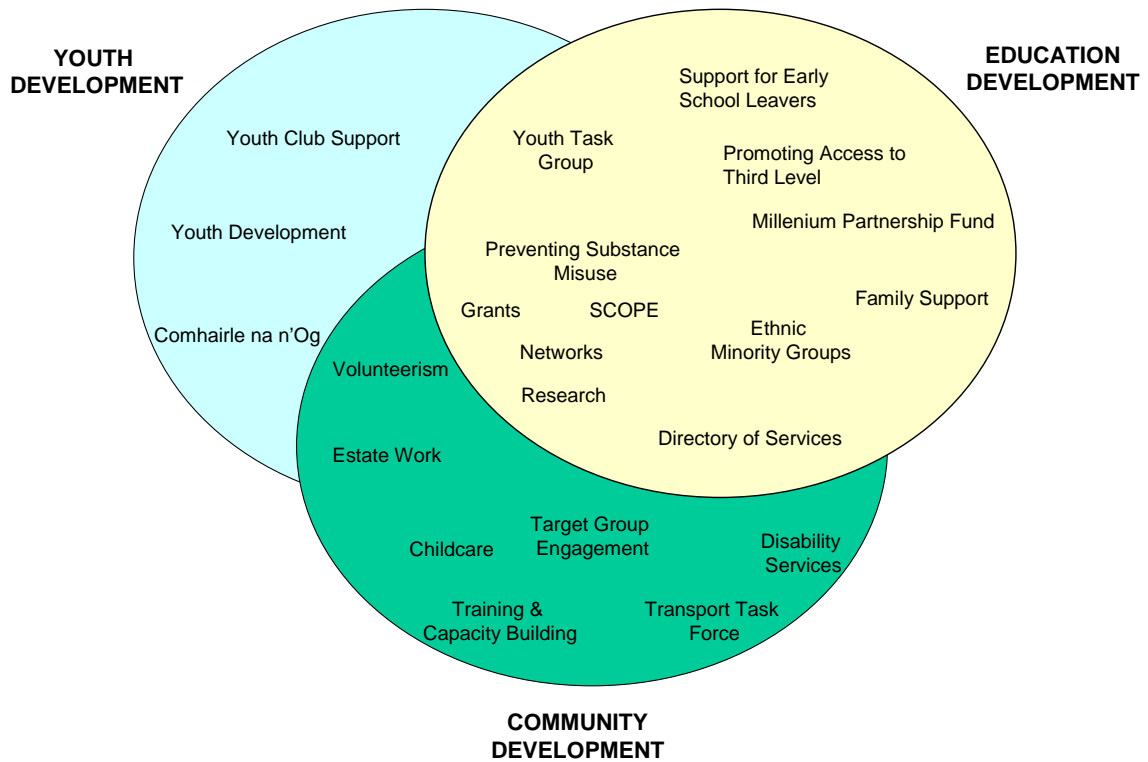 YOUTH
DEVELOPMENT
EDUCATION
DEVELOPMENT
Support for Early
School Leavers
Youth Club Support
Youth Task
Group
Promoting Access to
Third Level
Millenium Partnership Fund
Youth Development
Preventing Substance
Misuse
Family Support
Grants
SCOPE
Ethnic
Minority Groups
Comhairle na n'Og
Networks
Volunteerism
Research
Directory of Services
Estate Work
Target Group
Engagement
Childcare
Disability
Services
Training &
Capacity Building
Transport Task
Force
COMMUNITY
DEVELOPMENT